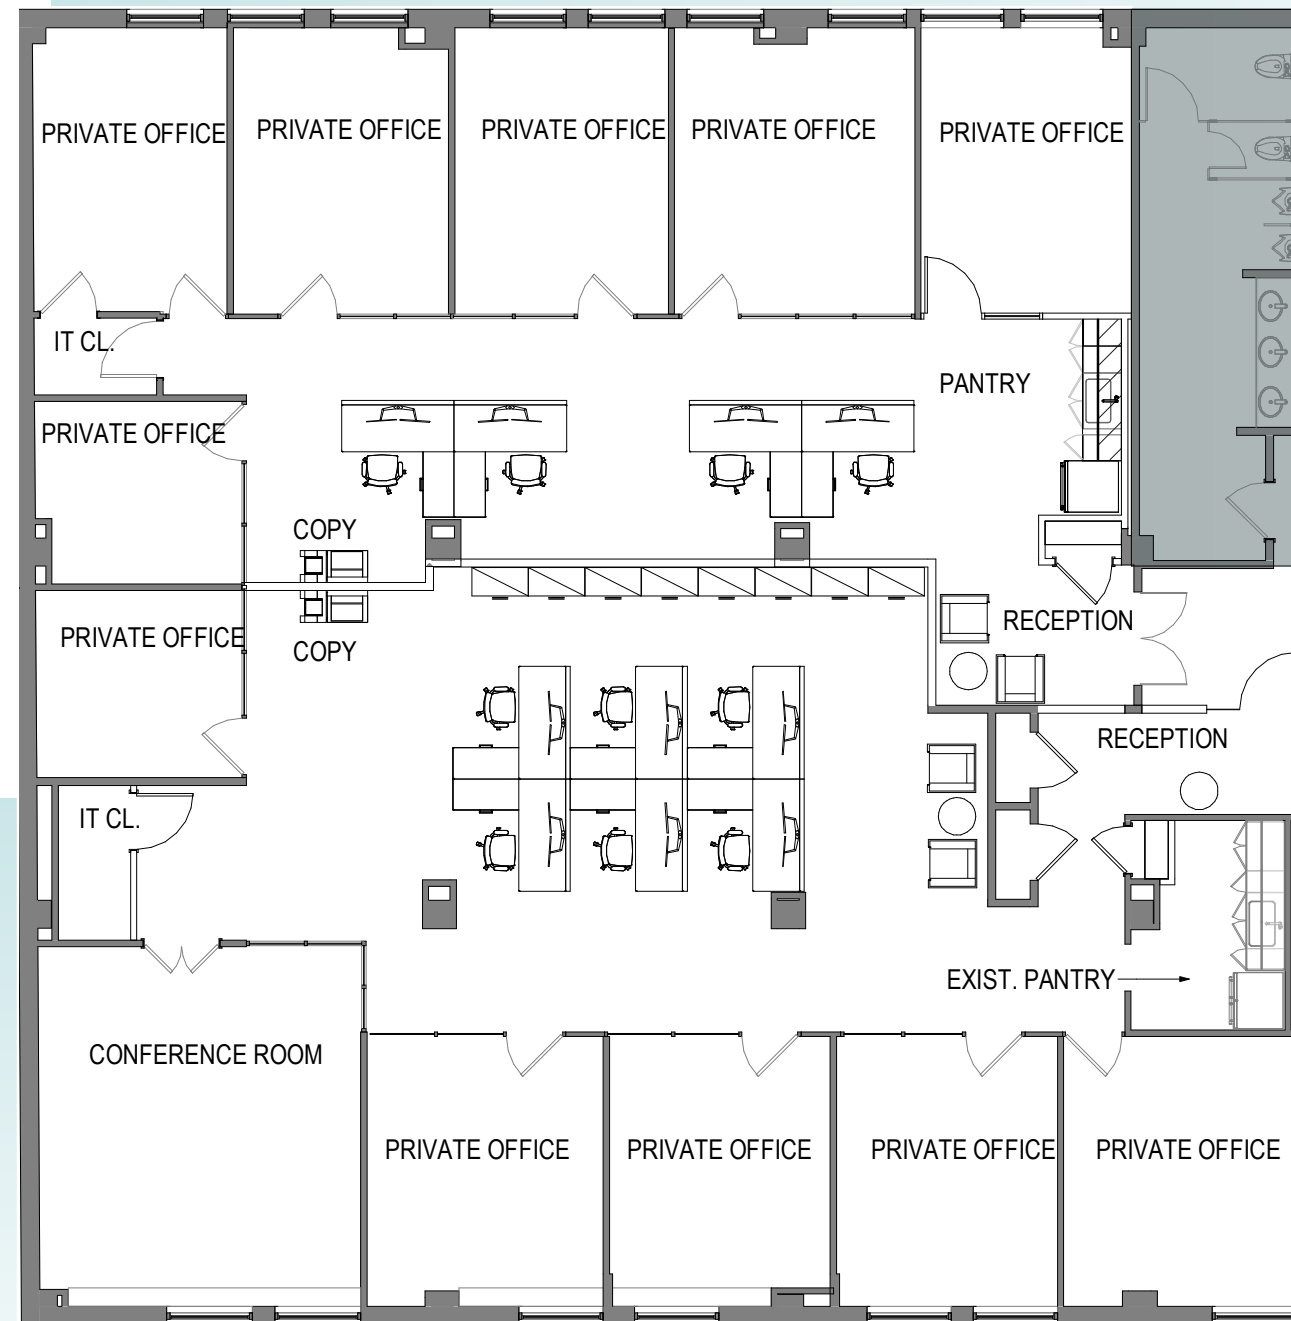 PRIVATE OFFICE
PRIVATE OFFICE
PRIVATE OFFICE
PRIVATE OFFICE
PRIVATE OFFICE
IT CL.
PANTRY
PRIVATE OFFICE
COPY
RECEPTION
PRIVATE OFFICE
COPY
RECEPTION
IT CL.
EXIST. PANTRY
CONFERENCE ROOM
PRIVATE OFFICE
PRIVATE OFFICE
PRIVATE OFFICE
PRIVATE OFFICE